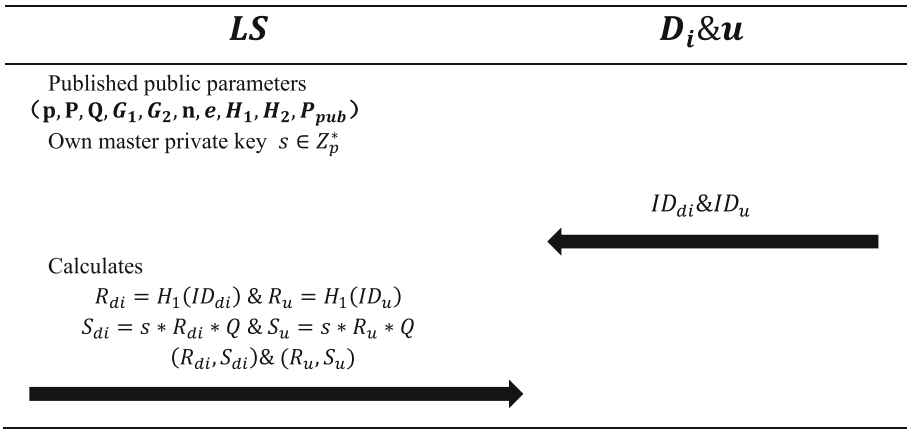 LS D_i&u
Published public parameters
(p, P, Q, G_1, G_2, n, e, H_1, H_2, P_pub)
Own master private key s ∈ Z_p^*
ID_di&ID_u
Calculates
R_di = H_1(ID_di) & R_u = H_1(ID_u)
S_di = s * R_di * Q & S_u = s * R_u * Q
(R_di, S_di)& (R_u, S_u)